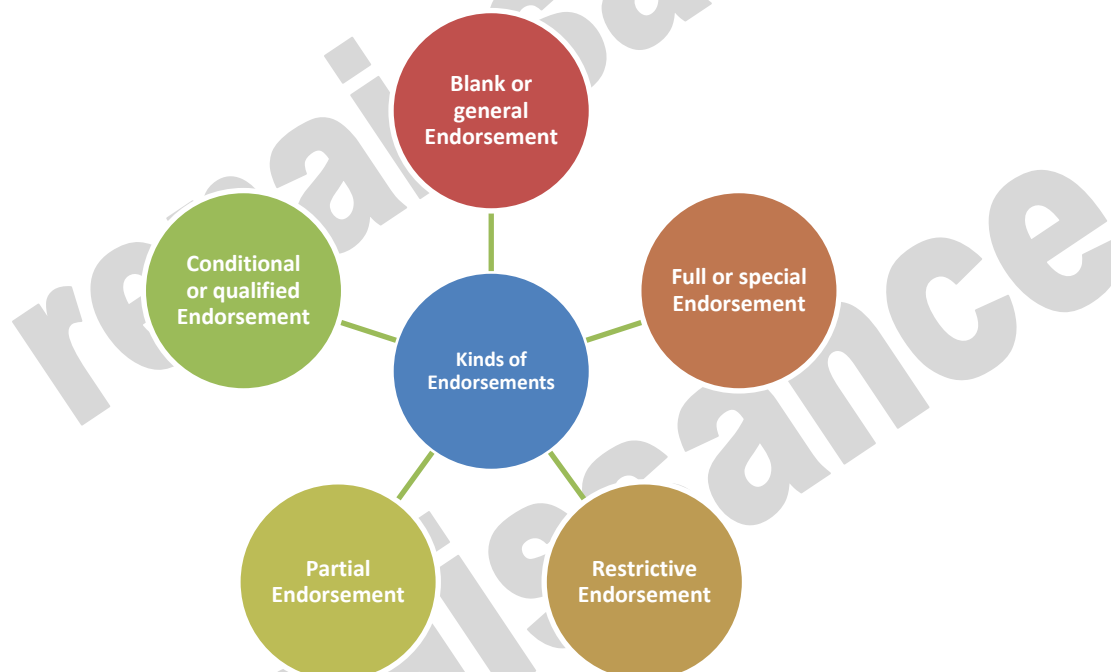 Blank or
general
Endorsement
Full or special
Endorsement
Restrictive
Endorsement
Partial
Endorsement
Conditional
or qualified
Endorsement
Kinds of
Endorsements